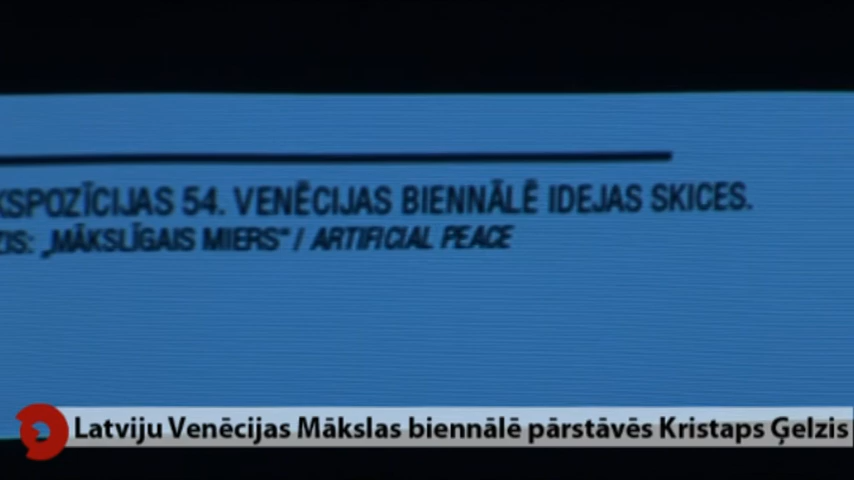 KSPOZĪCIJAS 54. VENĒCIJAS BIENNĀLĒ IDEJAS SKICES.
ZIS: „MĀKSLĪGAIS MIERS“ / ARTIFICIAL PEACE
Latviju Venēcijas Mākslas biennālē pārstāvēs Kristaps Ģelzis